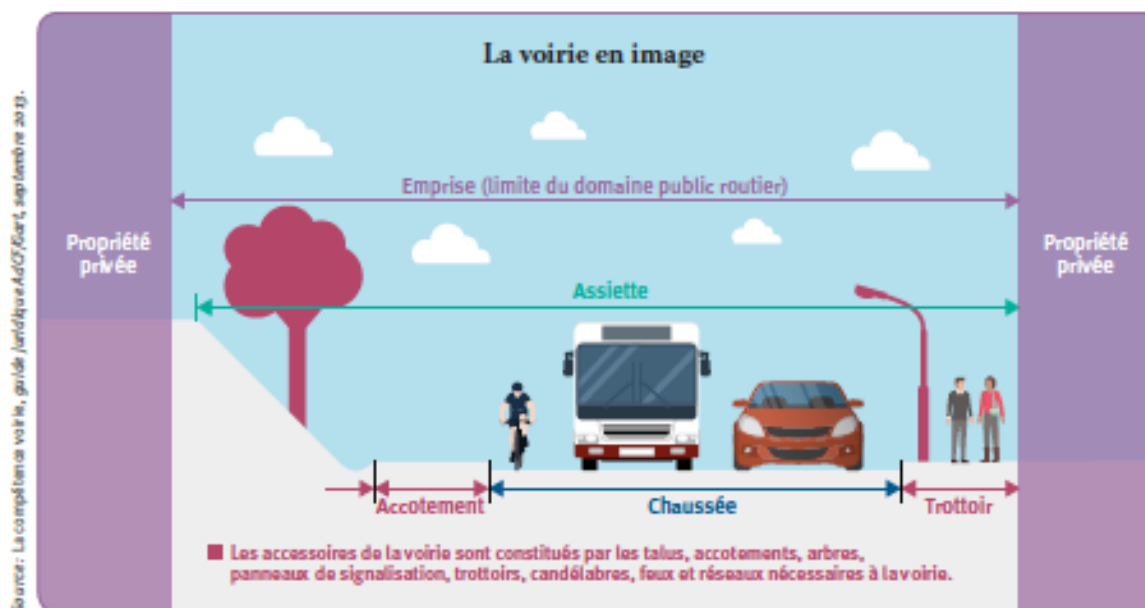 La voirie en image
Emprise (limite du domaine public routier)
Propriété
privée
Propriété
privée
Assiette
Accotement
Chaussée
Trottoir
Les accessoires de la voirie sont constitués par les talus, accotements, arbres,
panneaux de signalisation, trottoirs, candélabres, feux et réseaux nécessaires à la voirie.
Source : La compétence voirie, guide juridique AdCF/Gart, septembre 2013.